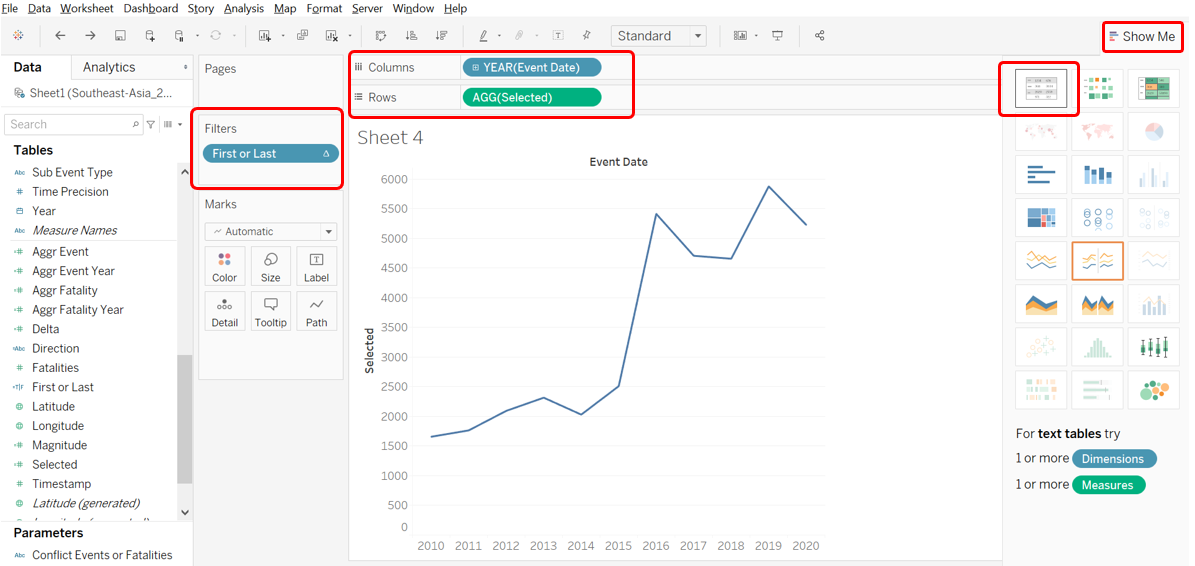 File Data Worksheet Dashboard Story Analysis Map Format Server Window Help
Standard
Show Me
Data Analytics
Sheet1 (Southeast-Asia_2...
Search
Tables
Abc Sub Event Type
# Time Precision
Year
Abc Measure Names
=# Aggr Event
=# Aggr Event Year
=# Aggr Fatality
=# Aggr Fatality Year
=# Delta
=Abc Direction
# Fatalities
=T|F First or Last
Latitude
Longitude
=# Magnitude
=# Selected
# Timestamp
Latitude (generated)
Parameters
Abc Conflict Events or Fatalities
Pages
Filters
First or Last Δ
Marks
Automatic
Color Size Label
Detail Tooltip Path
Columns YEAR(Event Date)
Rows AGG(Selected)
Sheet 4
Event Date
Selected
6000
5500
5000
4500
4000
3500
3000
2500
2000
1500
1000
500
0
2010 2011 2012 2013 2014 2015 2016 2017 2018 2019 2020
For text tables try
1 or more Dimensions
1 or more Measures